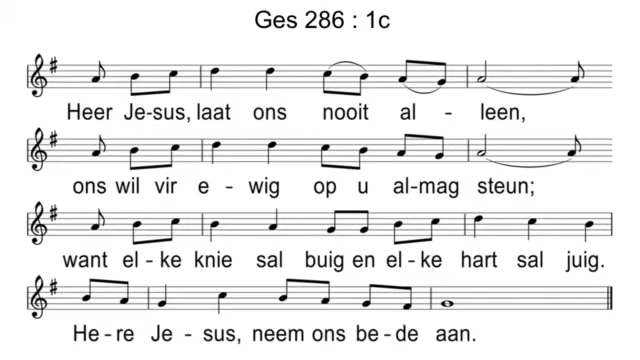 Ges 286 : 1c
Heer Je-sus, laat ons nooit al - leen,
ons wil vir e - wig op u al-mag steun;
want el-ke knie sal buig en el-ke hart sal juig.
He-re Je-sus, neem ons be-de aan.